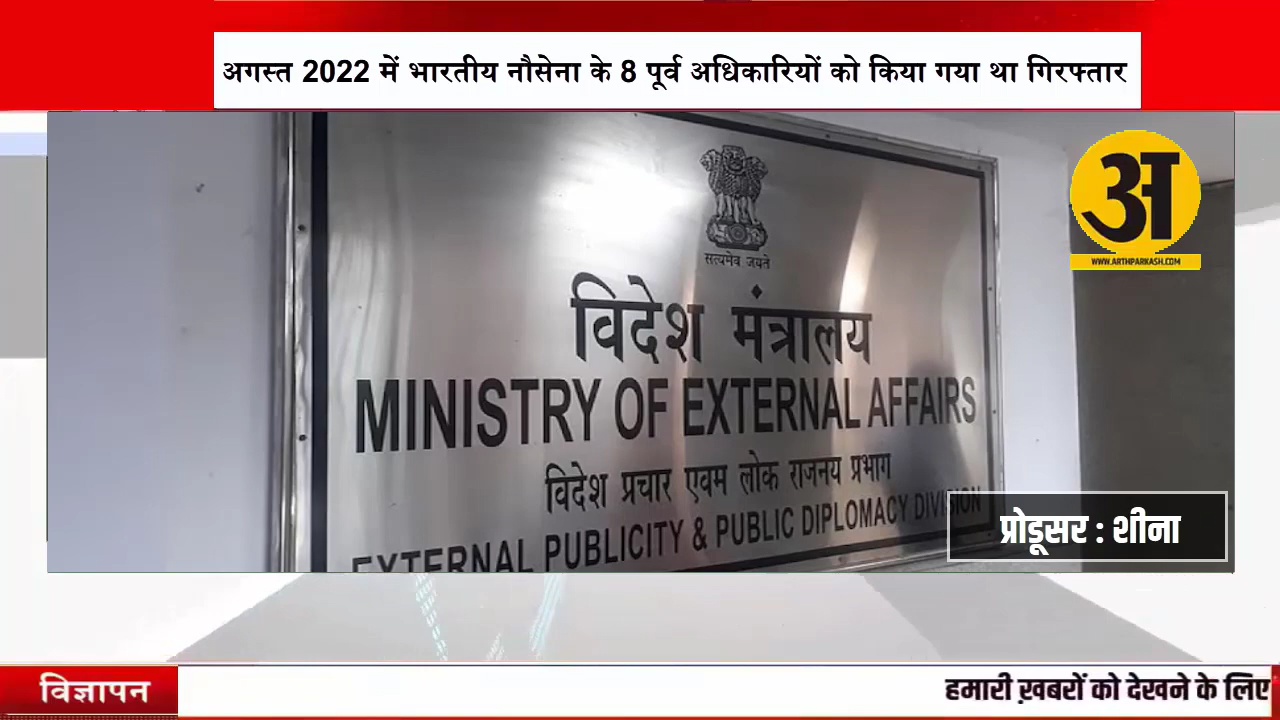 अगस्त 2022 में भारतीय नौसेना के 8 पूर्व अधिकारियों को किया गया था गिरफ्तार
अ
WWW.ARTHPARKASH.COM
सत्यमेव जयते
विदेश मंत्रालय
MINISTRY OF EXTERNAL AFFAIRS
विदेश प्रचार एवम लोक राजनय प्रभाग
EXTERNAL PUBLICITY & PUBLIC DIPLOMACY DIVISION
प्रोडूसर : शीना
विज्ञापन
हमारी ख़बरों को देखने के लिए